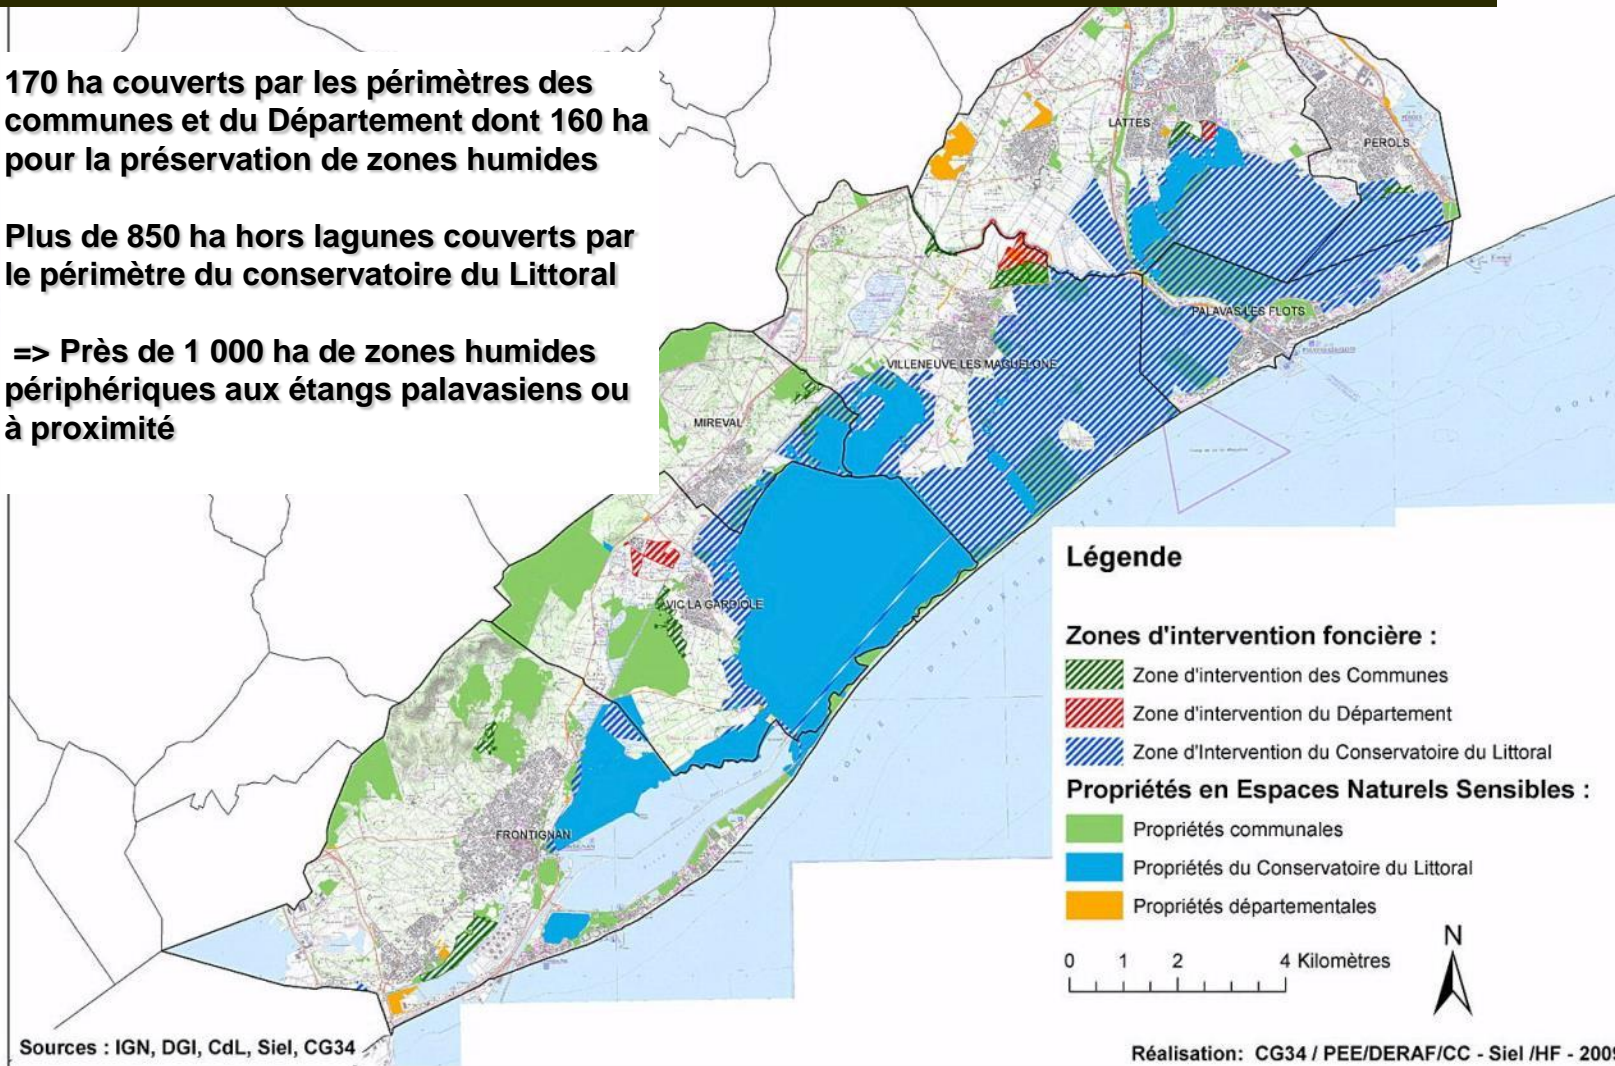 170 ha couverts par les périmètres des
communes et du Département dont 160 ha
pour la préservation de zones humides
Plus de 850 ha hors lagunes couverts par
le périmètre du conservatoire du Littoral
=> Près de 1 000 ha de zones humides
périphériques aux étangs palavasiens ou
à proximité
LATTES
PEROLS
PALAVAS LES FLOTS
VILLENEUVE LES MAGUELONE
MIREVAL
VIC LA GARDIOLE
FRONTIGNAN
GOLFE D'AIGUES MORTES
GOLF
Légende
Zones d'intervention foncière :
Zone d'intervention des Communes
Zone d'intervention du Département
Zone d'Intervention du Conservatoire du Littoral
Propriétés en Espaces Naturels Sensibles :
Propriétés communales
Propriétés du Conservatoire du Littoral
Propriétés départementales
0 1 2 4 Kilomètres
N
Sources : IGN, DGI, CdL, Siel, CG34
Réalisation: CG34 / PEE/DERAF/CC - Siel /HF - 2009